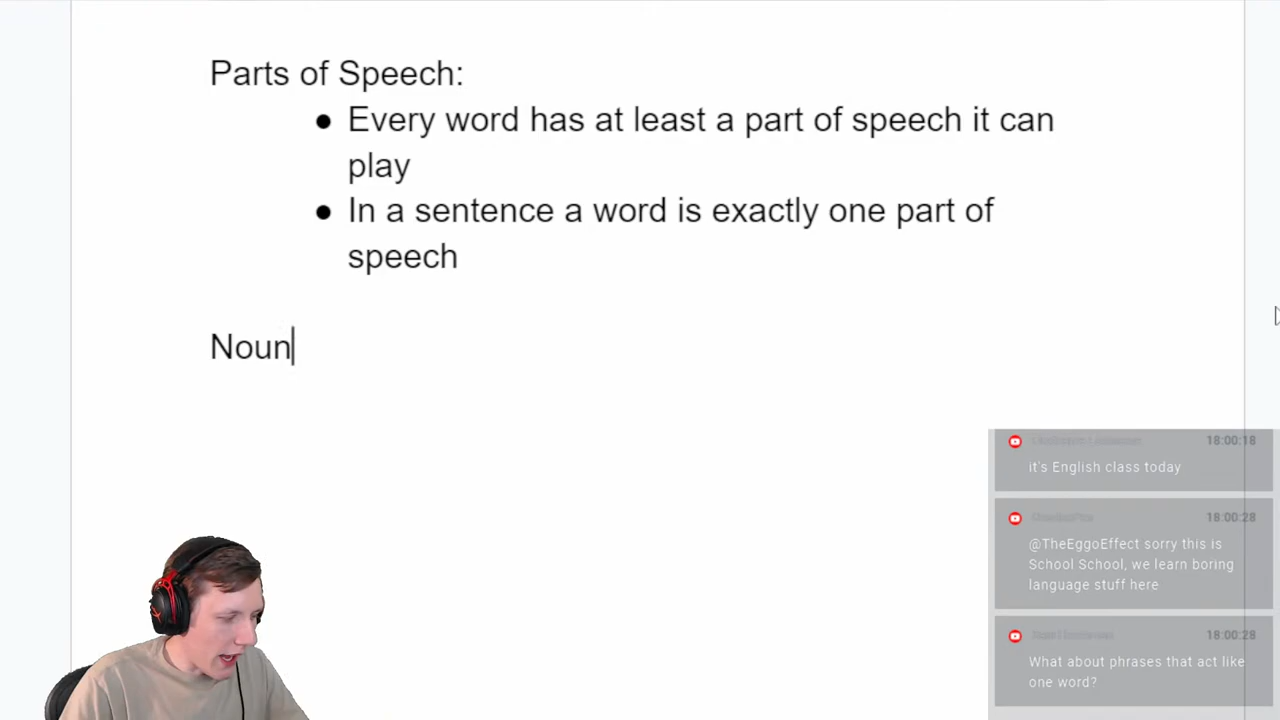 Parts of Speech:
● Every word has at least a part of speech it can
play
● In a sentence a word is exactly one part of
speech
Noun
18:00:18
it's English class today
18:00:28
@TheEggoEffect sorry this is
School School, we learn boring
language stuff here
18:00:28
What about phrases that act like
one word?